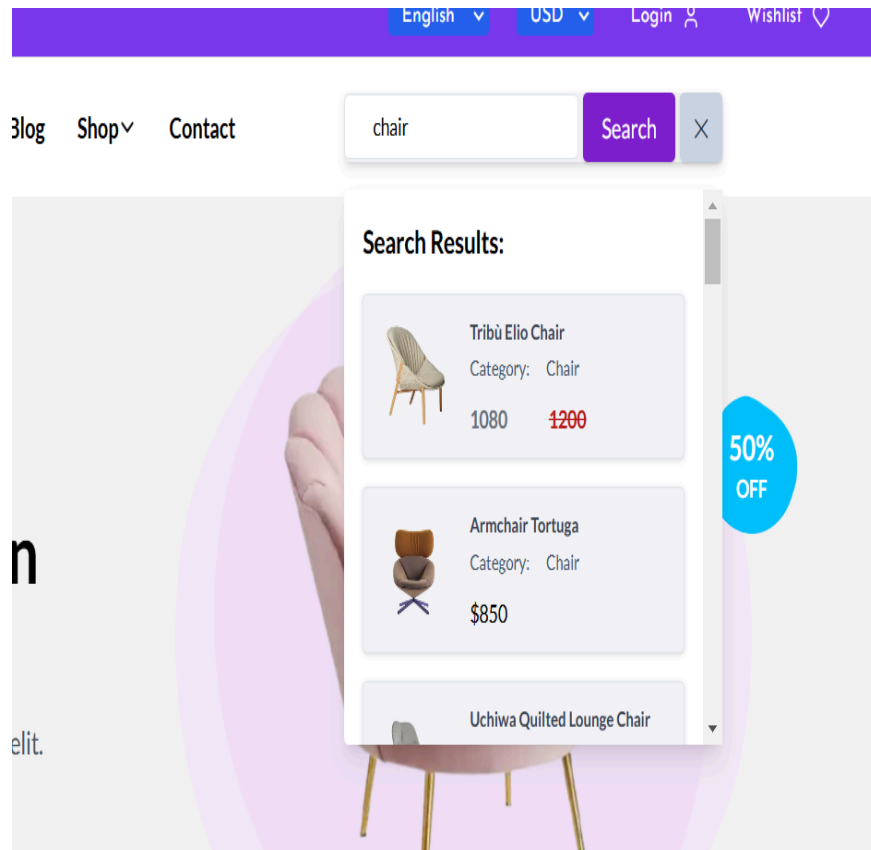 English USD Login Wishlist
Blog Shop Contact chair Search X
Search Results:
Tribù Elio Chair
Category: Chair
1080 1200
50%
OFF
Armchair Tortuga
Category: Chair
$850
n
Uchiwa Quilted Lounge Chair
elit.